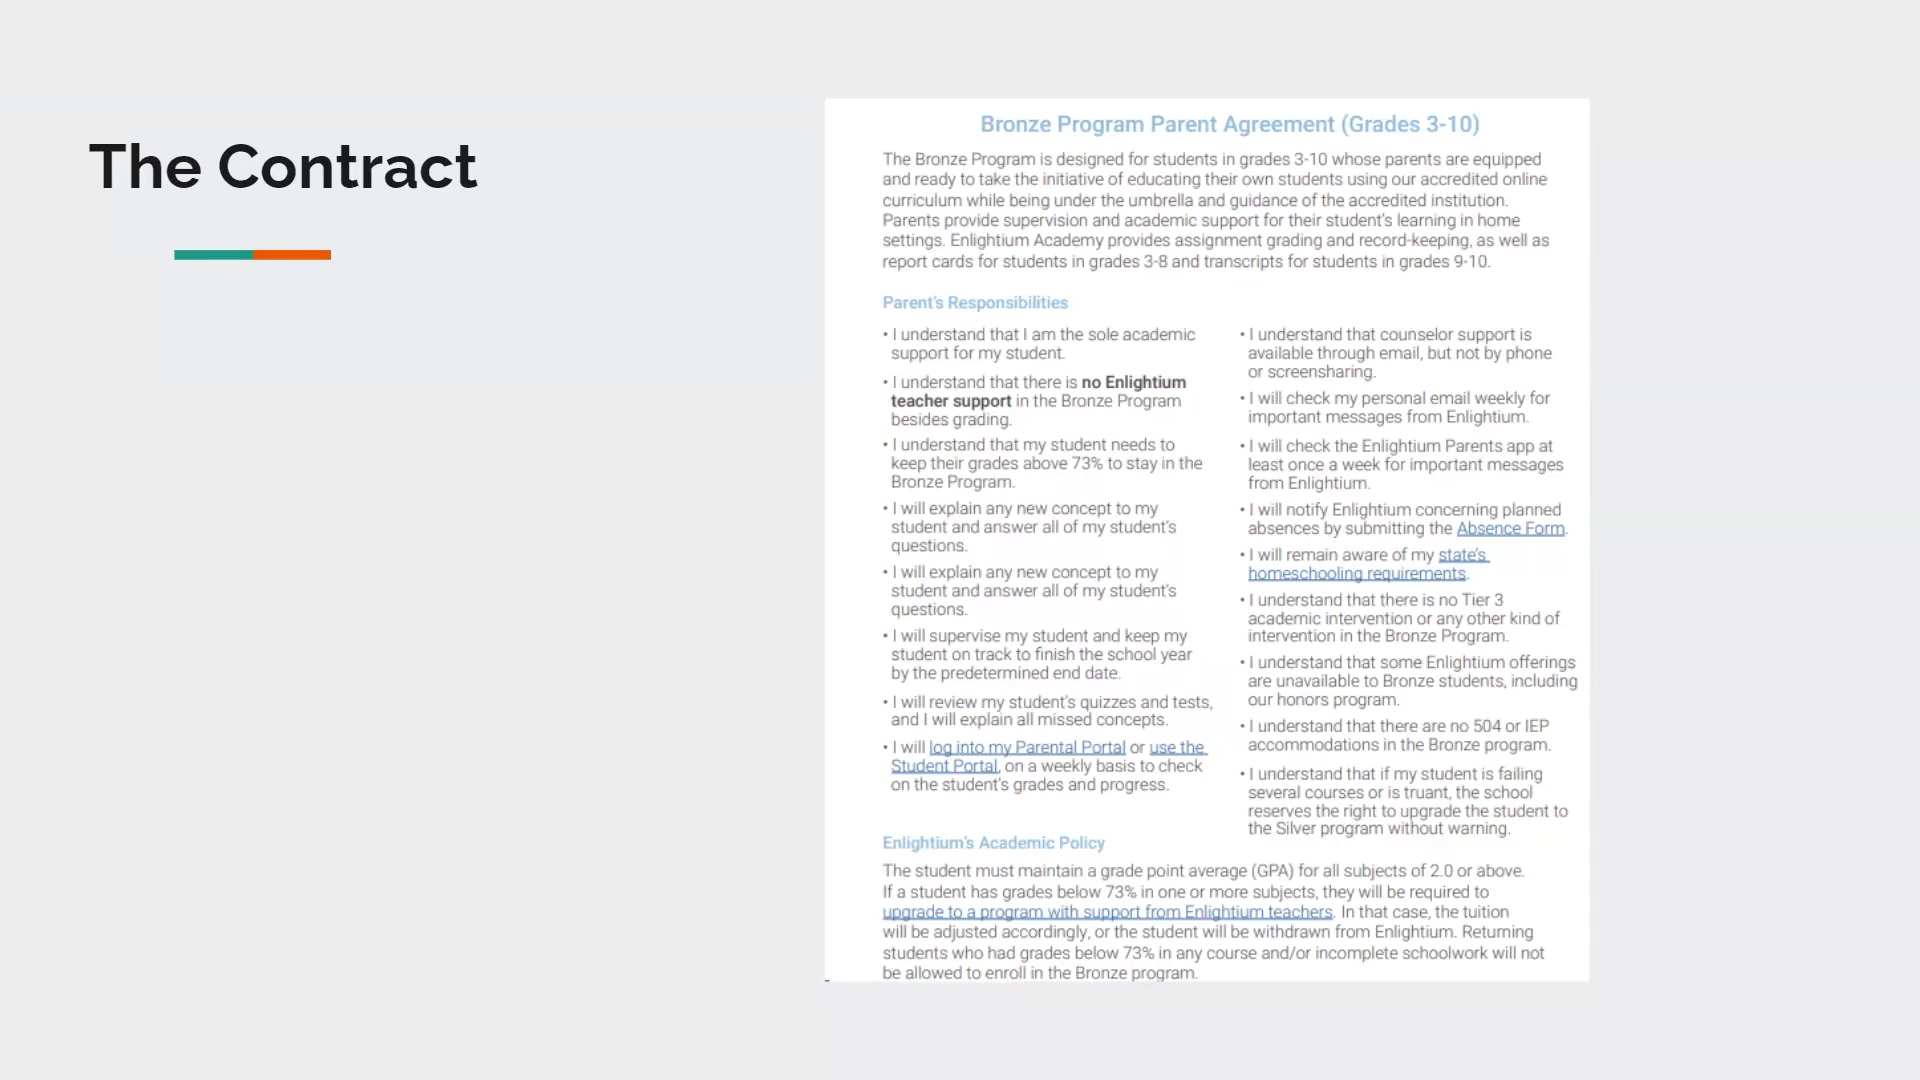 The Contract
Bronze Program Parent Agreement (Grades 3-10)
The Bronze Program is designed for students in grades 3-10 whose parents are equipped
and ready to take the initiative of educating their own students using our accredited online
curriculum while being under the umbrella and guidance of the accredited institution.
Parents provide supervision and academic support for their student's learning in home
settings. Enlightium Academy provides assignment grading and record-keeping, as well as
report cards for students in grades 3-8 and transcripts for students in grades 9-10.
Parent's Responsibilities
• I understand that I am the sole academic
support for my student.
• I understand that there is no Enlightium
teacher support in the Bronze Program
besides grading.
• I understand that my student needs to
keep their grades above 73% to stay in the
Bronze Program.
• I will explain any new concept to my
student and answer all of my student's
questions.
• I will explain any new concept to my
student and answer all of my student's
questions.
• I will supervise my student and keep my
student on track to finish the school year
by the predetermined end date.
• I will review my student's quizzes and tests,
and I will explain all missed concepts.
• I will log into my Parental Portal or use the
Student Portal, on a weekly basis to check
on the student's grades and progress.
• I understand that counselor support is
available through email, but not by phone
or screensharing.
• I will check my personal email weekly for
important messages from Enlightium.
• I will check the Enlightium Parents app at
least once a week for important messages
from Enlightium.
• I will notify Enlightium concerning planned
absences by submitting the Absence Form.
• I will remain aware of my state's
homeschooling requirements.
• I understand that there is no Tier 3
academic intervention or any other kind of
intervention in the Bronze Program.
• I understand that some Enlightium offerings
are unavailable to Bronze students, including
our honors program.
• I understand that there are no 504 or IEP
accommodations in the Bronze program.
• I understand that if my student is failing
several courses or is truant, the school
reserves the right to upgrade the student to
the Silver program without warning.
Enlightium's Academic Policy
The student must maintain a grade point average (GPA) for all subjects of 2.0 or above.
If a student has grades below 73% in one or more subjects, they will be required to
upgrade to a program with support from Enlightium teachers. In that case, the tuition
will be adjusted accordingly, or the student will be withdrawn from Enlightium. Returning
students who had grades below 73% in any course and/or incomplete schoolwork will not
be allowed to enroll in the Bronze program.